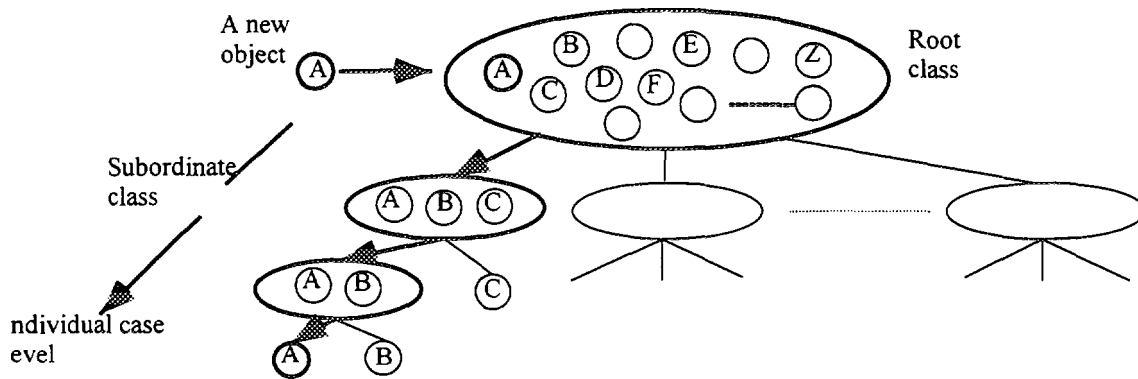 A new
object
A
A
B
E
Z
C
D
F
Root
class
Subordinate
class
A
B
C
A
B
C
ndividual case
evel
A
B